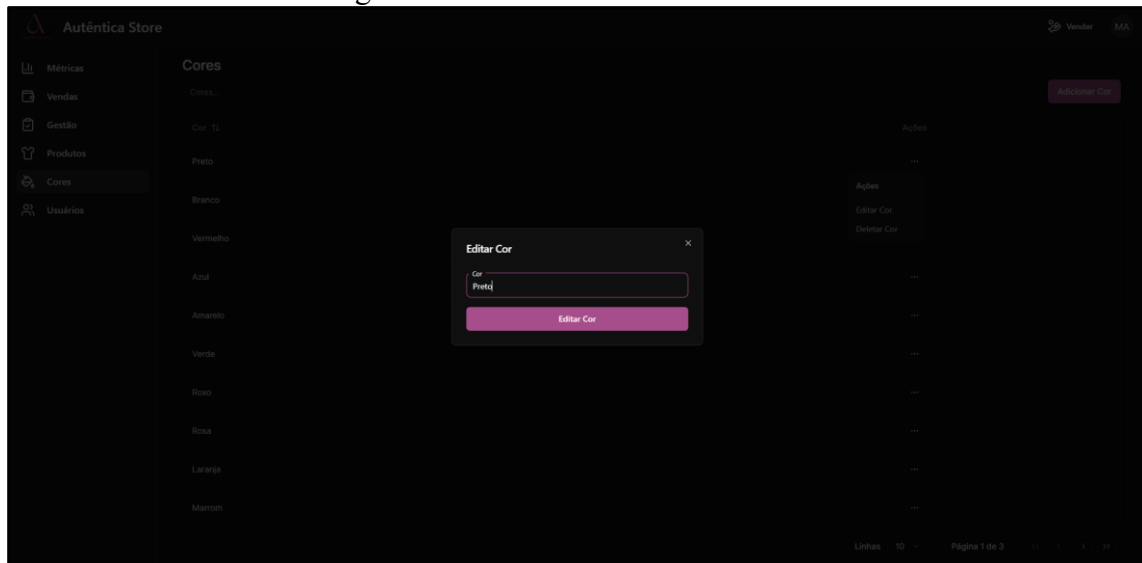 Autêntica Store
Vender MA
Métricas
Vendas
Gestão
Produtos
Cores
Usuários
Cores
Cores...
Adicionar Cor
Cor Ações
Preto ...
Branco
Vermelho
Azul ...
Amarelo ...
Verde ...
Roxo ...
Rosa ...
Laranja ...
Marrom ...
Ações
Editar Cor
Deletar Cor
Editar Cor
Cor
Preto
Editar Cor
Linhas 10 Página 1 de 3